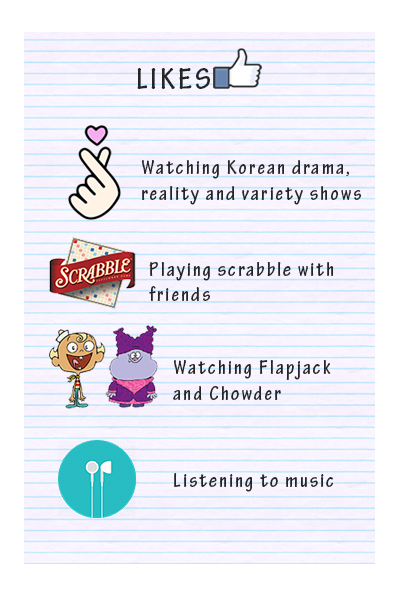 LIKES
Watching Korean drama,
reality and variety shows
SCRABBLE
Playing scrabble with
friends
Watching Flapjack
and Chowder
Listening to music